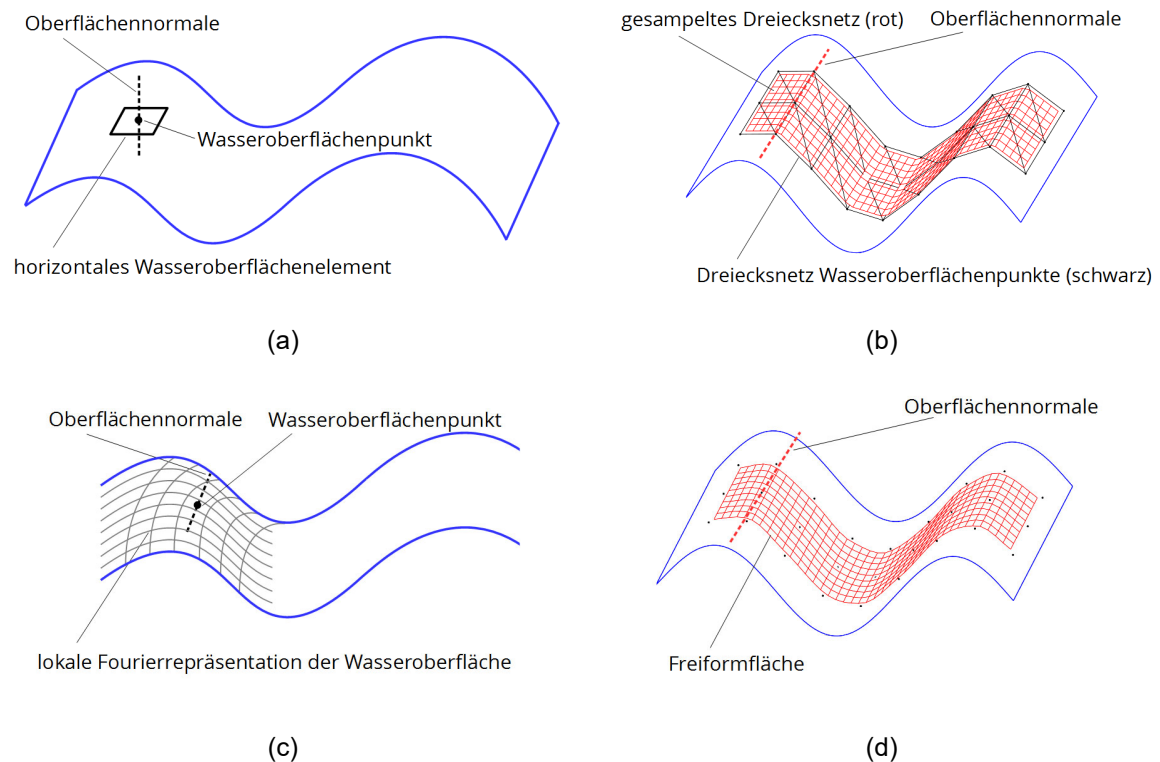 Oberflächennormale
Wasseroberflächenpunkt
horizontales Wasseroberflächenelement
(a)
gesampeltes Dreiecksnetz (rot)
Oberflächennormale
Dreiecksnetz Wasseroberflächenpunkte (schwarz)
(b)
Oberflächennormale
Wasseroberflächenpunkt
lokale Fourierrepräsentation der Wasseroberfläche
(c)
Oberflächennormale
Freiformfläche
(d)